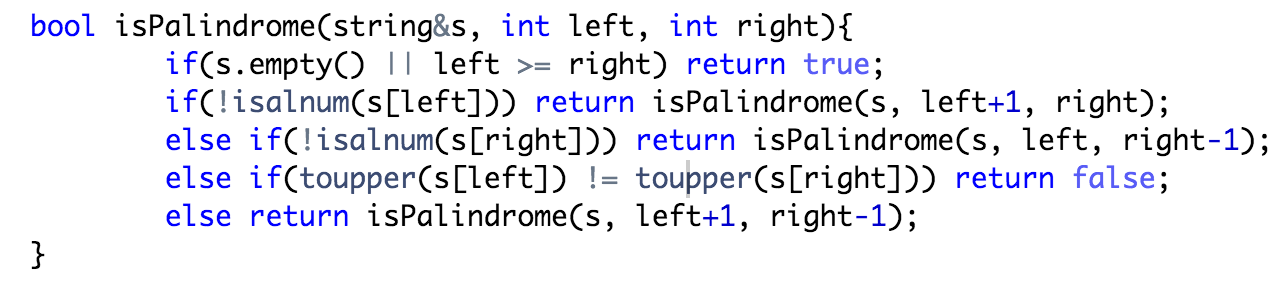 bool isPalindrome(string&s, int left, int right){
        if(s.empty() || left >= right) return true;
        if(!isalnum(s[left])) return isPalindrome(s, left+1, right);
        else if(!isalnum(s[right])) return isPalindrome(s, left, right-1);
        else if(toupper(s[left]) != toupper(s[right])) return false;
        else return isPalindrome(s, left+1, right-1);
}